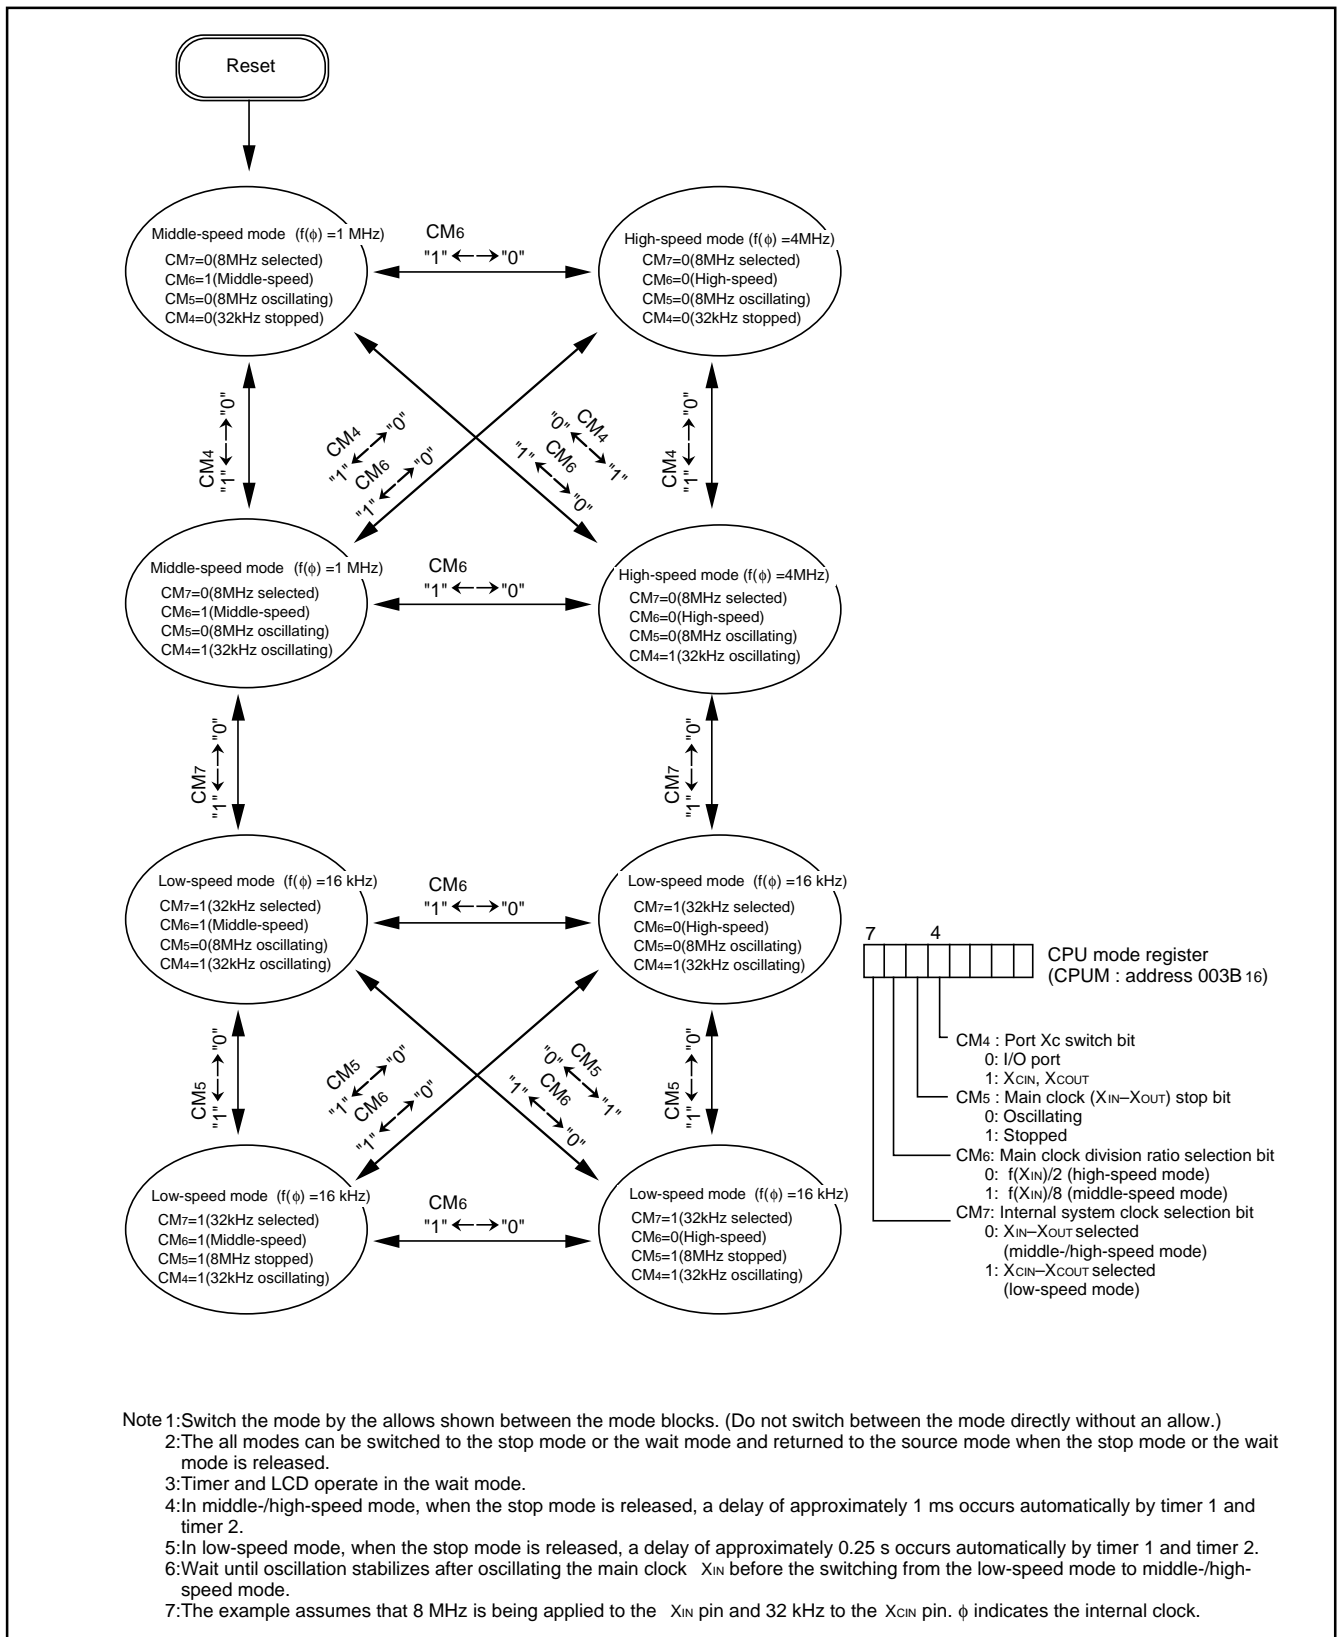 Reset
Middle-speed mode (f(φ) =1 MHz)
CM7=0(8MHz selected)
CM6=1(Middle-speed)
CM5=0(8MHz oscillating)
CM4=0(32kHz stopped)
CM6
"1" ←→ "0"
High-speed mode (f(φ) =4MHz)
CM7=0(8MHz selected)
CM6=0(High-speed)
CM5=0(8MHz oscillating)
CM4=0(32kHz stopped)
CM4
"1" ←→ "0"
CM4
"1" ←→ "0"
CM6
"1" ←→ "0"
CM4
"0" ←→ "1"
CM6
"1" ←→ "0"
CM4
"1" ←→ "0"
Middle-speed mode (f(φ) =1 MHz)
CM7=0(8MHz selected)
CM6=1(Middle-speed)
CM5=0(8MHz oscillating)
CM4=1(32kHz oscillating)
CM6
"1" ←→ "0"
High-speed mode (f(φ) =4MHz)
CM7=0(8MHz selected)
CM6=0(High-speed)
CM5=0(8MHz oscillating)
CM4=1(32kHz oscillating)
CM7
"1" ←→ "0"
CM7
"1" ←→ "0"
Low-speed mode (f(φ) =16 kHz)
CM7=1(32kHz selected)
CM6=1(Middle-speed)
CM5=0(8MHz oscillating)
CM4=1(32kHz oscillating)
CM6
"1" ←→ "0"
Low-speed mode (f(φ) =16 kHz)
CM7=1(32kHz selected)
CM6=0(High-speed)
CM5=0(8MHz oscillating)
CM4=1(32kHz oscillating)
CM5
"1" ←→ "0"
CM5
"1" ←→ "0"
CM6
"1" ←→ "0"
CM5
"0" ←→ "1"
CM6
"1" ←→ "0"
CM5
"1" ←→ "0"
Low-speed mode (f(φ) =16 kHz)
CM7=1(32kHz selected)
CM6=1(Middle-speed)
CM5=1(8MHz stopped)
CM4=1(32kHz oscillating)
CM6
"1" ←→ "0"
Low-speed mode (f(φ) =16 kHz)
CM7=1(32kHz selected)
CM6=0(High-speed)
CM5=1(8MHz stopped)
CM4=1(32kHz oscillating)
7 4
CPU mode register
(CPUM : address 003B16)
CM4 : Port Xc switch bit
0: I/O port
1: XCIN, XCOUT
CM5 : Main clock (XIN–XOUT) stop bit
0: Oscillating
1: Stopped
CM6: Main clock division ratio selection bit
0: f(XIN)/2 (high-speed mode)
1: f(XIN)/8 (middle-speed mode)
CM7: Internal system clock selection bit
0: XIN–XOUT selected
(middle-/high-speed mode)
1: XCIN–XCOUT selected
(low-speed mode)
Note 1:Switch the mode by the allows shown between the mode blocks. (Do not switch between the mode directly without an allow.)
2:The all modes can be switched to the stop mode or the wait mode and returned to the source mode when the stop mode or the wait
mode is released.
3:Timer and LCD operate in the wait mode.
4:In middle-/high-speed mode, when the stop mode is released, a delay of approximately 1 ms occurs automatically by timer 1 and
timer 2.
5:In low-speed mode, when the stop mode is released, a delay of approximately 0.25 s occurs automatically by timer 1 and timer 2.
6:Wait until oscillation stabilizes after oscillating the main clock XIN before the switching from the low-speed mode to middle-/high-
speed mode.
7:The example assumes that 8 MHz is being applied to the XIN pin and 32 kHz to the XCIN pin. φ indicates the internal clock.